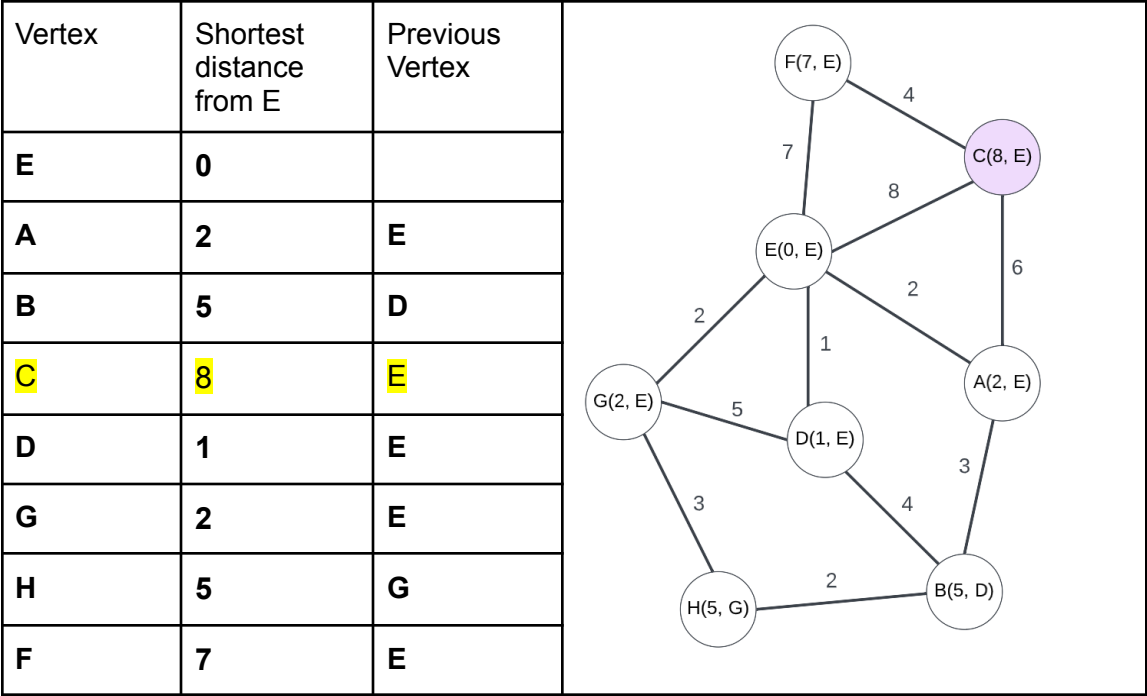 Vertex
Shortest
distance
from E
Previous
Vertex
E
0
A
2
E
B
5
D
C
8
E
D
1
E
G
2
E
H
5
G
F
7
E
F(7, E)
4
C(8, E)
7
8
E(0, E)
6
2
2
1
G(2, E)
A(2, E)
5
D(1, E)
3
3
4
2
B(5, D)
H(5, G)